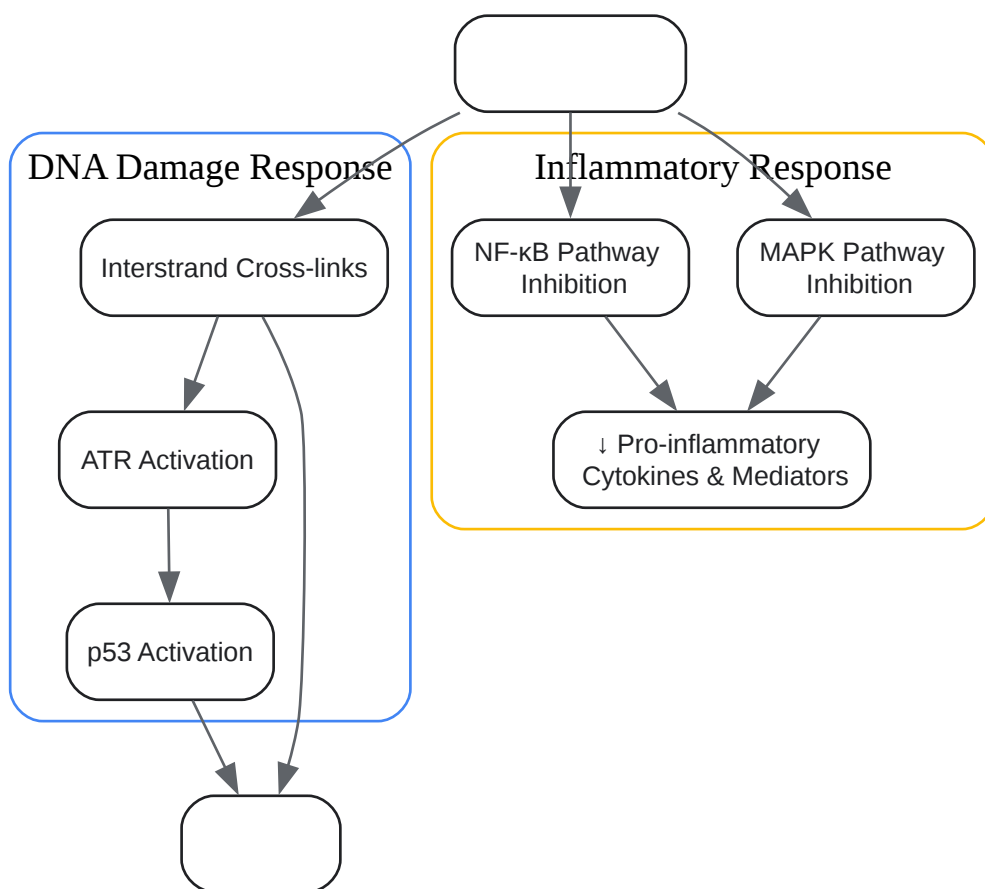 DNA Damage Response
Inflammatory Response
Interstrand Cross-links
NF-κB Pathway
Inhibition
MAPK Pathway
Inhibition
ATR Activation
↓ Pro-inflammatory
Cytokines & Mediators
p53 Activation